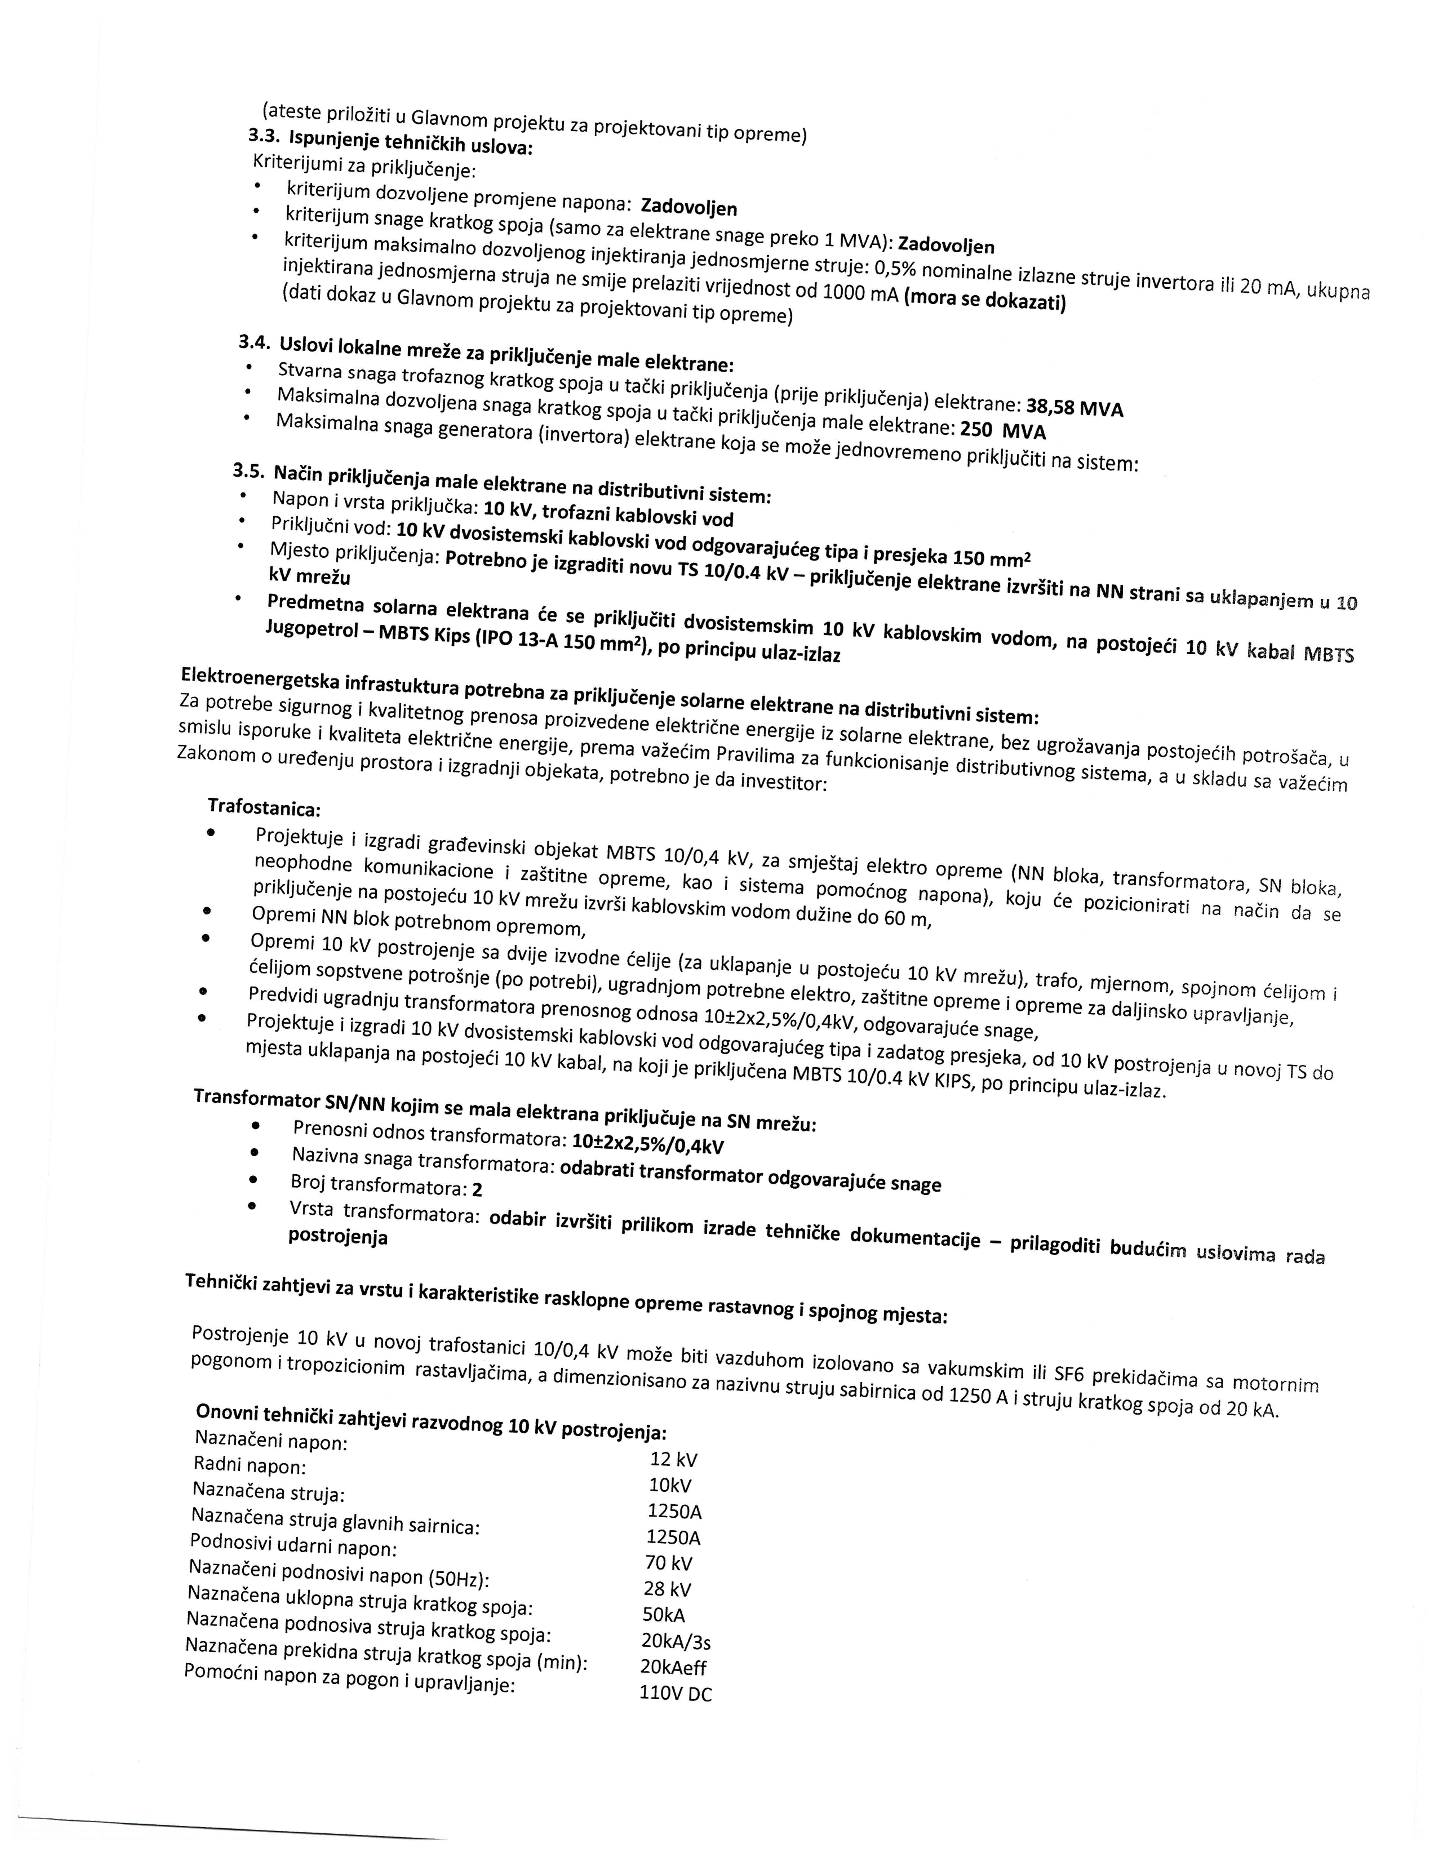 (ateste priložiti u Glavnom projektu za projektovani tip opreme)
3.3. Ispunjenje tehničkih uslova:
Kriterijumi za priključenje:
• kriterijum dozvoljene promjene napona: Zadovoljen
• kriterijum snage kratkog spoja (samo za elektrane snage preko 1 MVA): Zadovoljen
• kriterijum maksimalno dozvoljenog injektiranja jednosmjerne struje: 0,5% nominalne izlazne struje invertora ili 20 mA, ukupna
injektirana jednosmjerna struja ne smije prelaziti vrijednost od 1000 mA (mora se dokazati)
(dati dokaz u Glavnom projektu za projektovani tip opreme)
3.4. Uslovi lokalne mreže za priključenje male elektrane:
• Stvarna snaga trofaznog kratkog spoja u tački priključenja (prije priključenja) elektrane: 38,58 MVA
• Maksimalna dozvoljena snaga kratkog spoja u tački priključenja male elektrane: 250 MVA
• Maksimalna snaga generatora (invertora) elektrane koja se može jednovremeno priključiti na sistem:
3.5. Način priključenja male elektrane na distributivni sistem:
• Napon i vrsta priključka: 10 kV, trofazni kablovski vod
• Priključni vod: 10 kV dvosistemski kablovski vod odgovarajućeg tipa i presjeka 150 mm²
• Mjesto priključenja: Potrebno je izgraditi novu TS 10/0.4 kV – priključenje elektrane izvršiti na NN strani sa uklapanjem u 10
kV mrežu
• Predmetna solarna elektrana će se priključiti dvosistemskim 10 kV kablovskim vodom, na postojeći 10 kV kabal MBTS
Jugopetrol – MBTS Kips (IPO 13-A 150 mm²), po principu ulaz-izlaz
Elektroenergetska infrastuktura potrebna za priključenje solarne elektrane na distributivni sistem:
Za potrebe sigurnog i kvalitetnog prenosa proizvedene električne energije iz solarne elektrane, bez ugrožavanja postojećih potrošača, u
smislu isporuke i kvaliteta električne energije, prema važećim Pravilima za funkcionisanje distributivnog sistema, a u skladu sa važećim
Zakonom o uređenju prostora i izgradnji objekata, potrebno je da investitor:
Trafostanica:
• Projektuje i izgradi građevinski objekat MBTS 10/0,4 kV, za smještaj elektro opreme (NN bloka, transformatora, SN bloka,
neophodne komunikacione i zaštitne opreme, kao i sistema pomoćnog napona), koju će pozicionirati na način da se
priključenje na postojeću 10 kV mrežu izvrši kablovskim vodom dužine do 60 m,
• Opremi NN blok potrebnom opremom,
• Opremi 10 kV postrojenje sa dvije izvodne ćelije (za uklapanje u postojeću 10 kV mrežu), trafo, mjernom, spojnom ćelijom i
ćelijom sopstvene potrošnje (po potrebi), ugradnjom potrebne elektro, zaštitne opreme i opreme za daljinsko upravljanje,
• Predvidi ugradnju transformatora prenosnog odnosa 10±2x2,5%/0,4kV, odgovarajuće snage,
• Projektuje i izgradi 10 kV dvosistemski kablovski vod odgovarajućeg tipa i zadatog presjeka, od 10 kV postrojenja u novoj TS do
mjesta uklapanja na postojeći 10 kV kabal, na koji je priključena MBTS 10/0.4 kV KIPS, po principu ulaz-izlaz.
Transformator SN/NN kojim se mala elektrana priključuje na SN mrežu:
• Prenosni odnos transformatora: 10±2x2,5%/0,4kV
• Nazivna snaga transformatora: odabrati transformator odgovarajuće snage
• Broj transformatora: 2
• Vrsta transformatora: odabir izvršiti prilikom izrade tehničke dokumentacije – prilagoditi budućim uslovima rada
postrojenja
Tehnički zahtjevi za vrstu i karakteristike rasklopne opreme rastavnog i spojnog mjesta:
Postrojenje 10 kV u novoj trafostanici 10/0,4 kV može biti vazduhom izolovano sa vakumskim ili SF6 prekidačima sa motornim
pogonom i tropozicionim rastavljačima, a dimenzionisano za nazivnu struju sabirnica od 1250 A i struju kratkog spoja od 20 kA.
Onovni tehnički zahtjevi razvodnog 10 kV postrojenja:
Naznačeni napon: 12 kV
Radni napon: 10kV
Naznačena struja: 1250A
Naznačena struja glavnih sairnica: 1250A
Podnosivi udarni napon: 70 kV
Naznačeni podnosivi napon (50Hz): 28 kV
Naznačena uklopna struja kratkog spoja: 50kA
Naznačena podnosiva struja kratkog spoja: 20kA/3s
Naznačena prekidna struja kratkog spoja (min): 20kAeff
Pomoćni napon za pogon i upravljanje: 110V DC